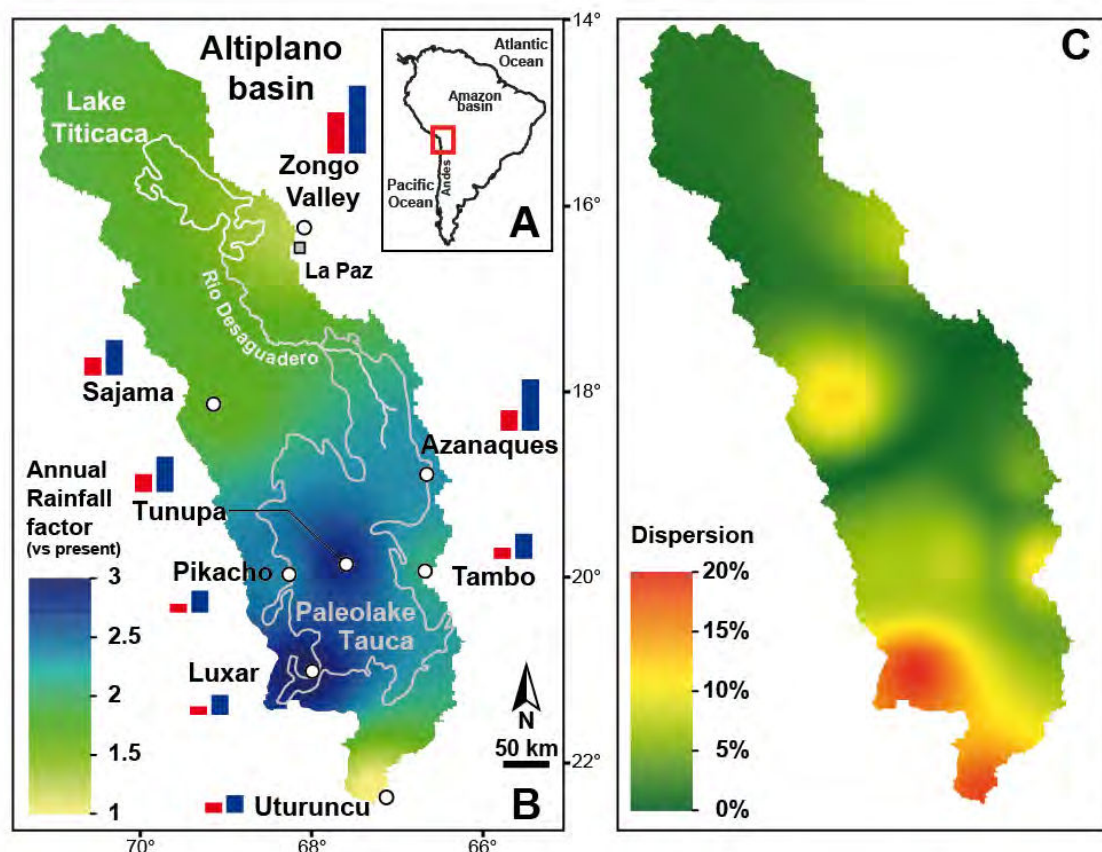 Altiplano
basin
Lake
Titicaca
Zongo
Valley
La Paz
Rio Desaguadero
Sajama
Azanaques
Annual
Rainfall
factor
(vs present)
Tunupa
Pikacho
Tambo
Paleolake
Tauca
Luxar
N
50 km
Uturuncu
B
3
2.5
2
1.5
1
70°
68°
66°
14°
16°
18°
20°
22°
Atlantic
Ocean
Amazon
basin
Andes
Pacific
Ocean
A
C
Dispersion
20%
15%
10%
5%
0%